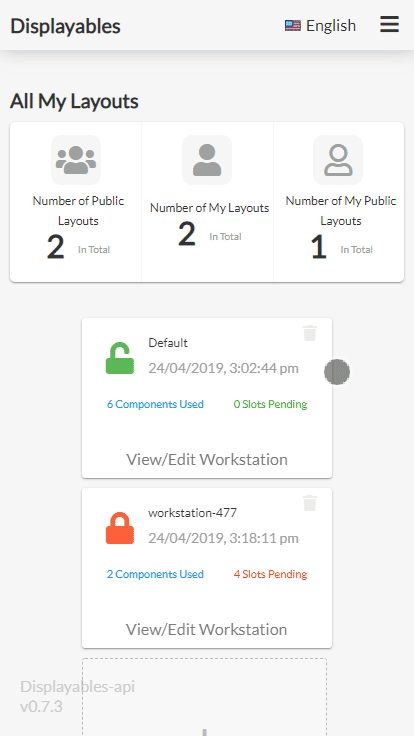 Displayables
English
All My Layouts
Number of Public
Layouts
2 In Total
Number of My Layouts
2 In Total
Number of My Public
Layouts
1 In Total
Default
24/04/2019, 3:02:44 pm
6 Components Used
0 Slots Pending
View/Edit Workstation
workstation-477
24/04/2019, 3:18:11 pm
2 Components Used
4 Slots Pending
View/Edit Workstation
Displayables-api
v0.7.3